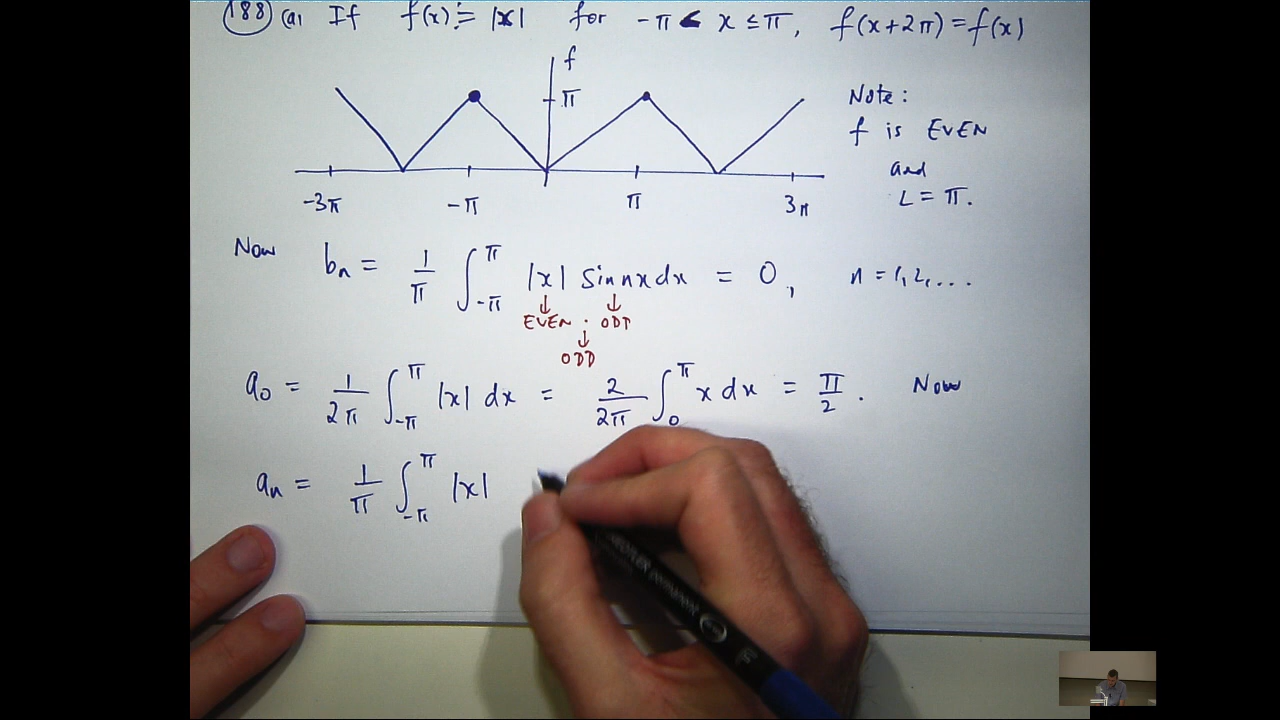 188 (a) If f(x) = |x| for -π < x ≤ π, f(x+2π) = f(x)
f
π
Note:
f is EVEN
and
L = π.
-3π -π π 3π
Now bn = 1/π ∫_{-π}^{π} |x| sin nx dx = 0, n = 1, 2, ...
↓ ↓
EVEN · ODD
↓
ODD
a0 = 1/2π ∫_{-π}^{π} |x| dx = 2/2π ∫_0^π x dx = π/2. Now
an = 1/π ∫_{-π}^{π} |x|